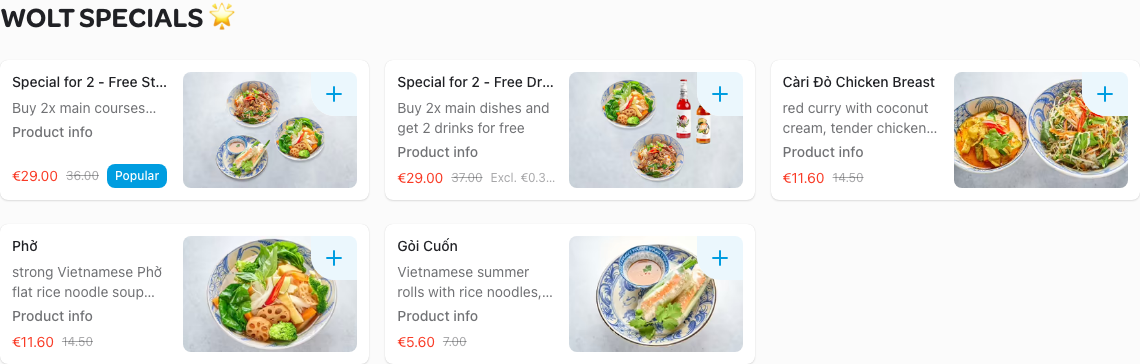 WOLT SPECIALS 🌟
Special for 2 - Free St...
Buy 2x main courses...
Product info
€29.00 36.00 Popular
Special for 2 - Free Dr...
Buy 2x main dishes and
get 2 drinks for free
Product info
€29.00 37.00 Excl. €0.3...
Càri Đỏ Chicken Breast
red curry with coconut
cream, tender chicken...
Product info
€11.60 14.50
Phở
strong Vietnamese Phở
flat rice noodle soup...
Product info
€11.60 14.50
Gỏi Cuốn
Vietnamese summer
rolls with rice noodles,...
Product info
€5.60 7.00